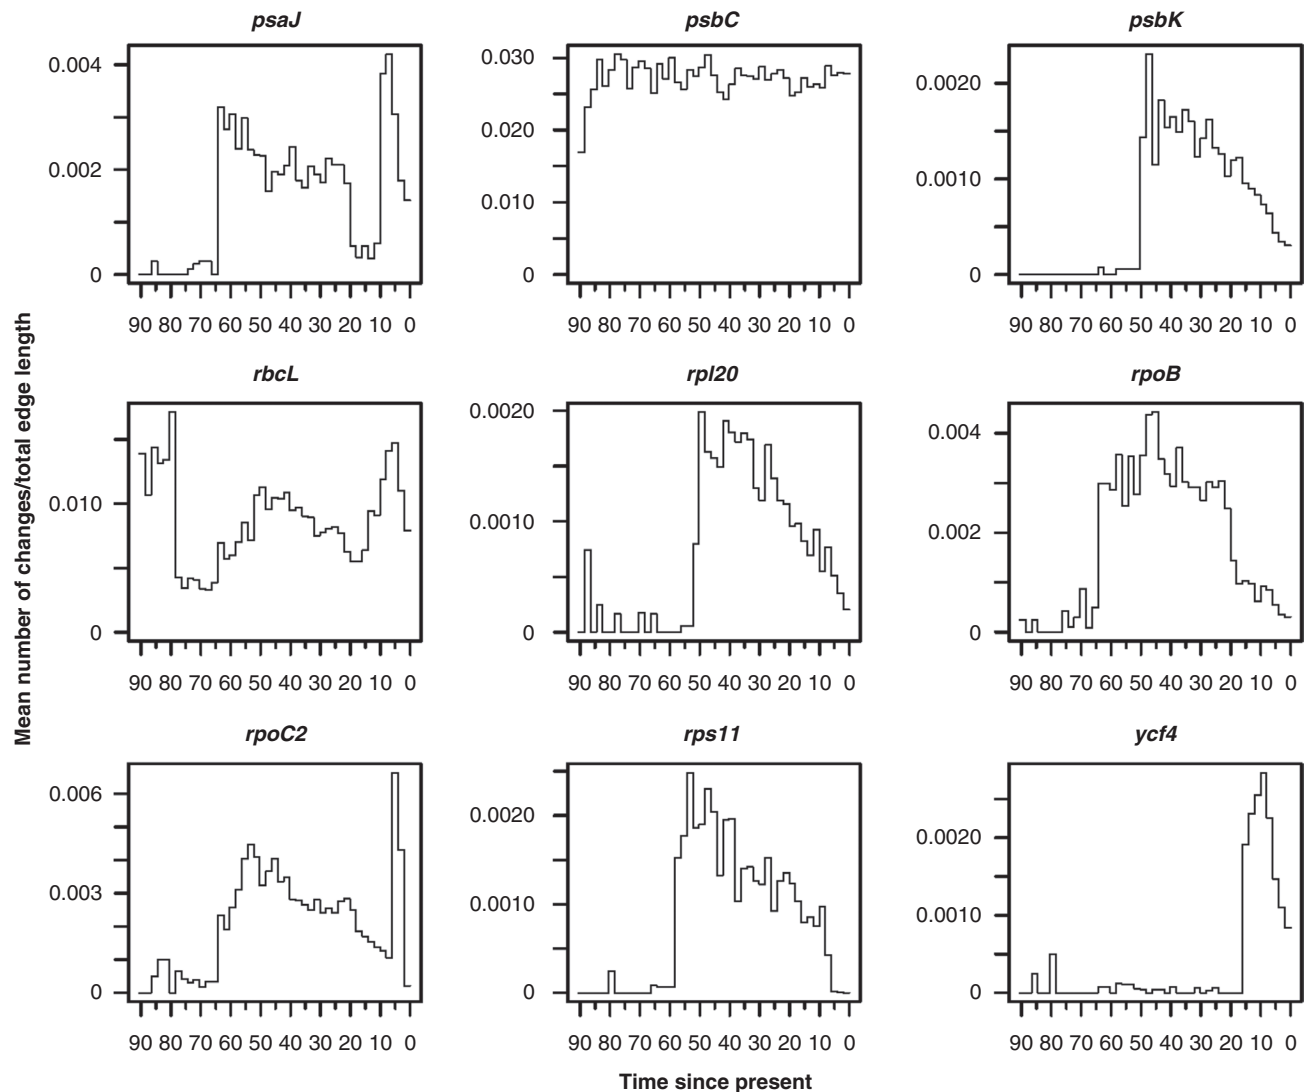 psaJ psbC psbK
0.004 0.002 0
0.030 0.020 0.010 0
0.0020 0.0010 0
90 80 70 60 50 40 30 20 10 0
90 80 70 60 50 40 30 20 10 0
90 80 70 60 50 40 30 20 10 0
Mean number of changes/total edge length
rbcL rpl20 rpoB
0.010 0
0.0020 0.0010 0
0.004 0.002 0
90 80 70 60 50 40 30 20 10 0
90 80 70 60 50 40 30 20 10 0
90 80 70 60 50 40 30 20 10 0
rpoC2 rps11 ycf4
0.006 0.003 0
0.0020 0.0010 0
0.0020 0.0010 0
90 80 70 60 50 40 30 20 10 0
90 80 70 60 50 40 30 20 10 0
90 80 70 60 50 40 30 20 10 0
Time since present